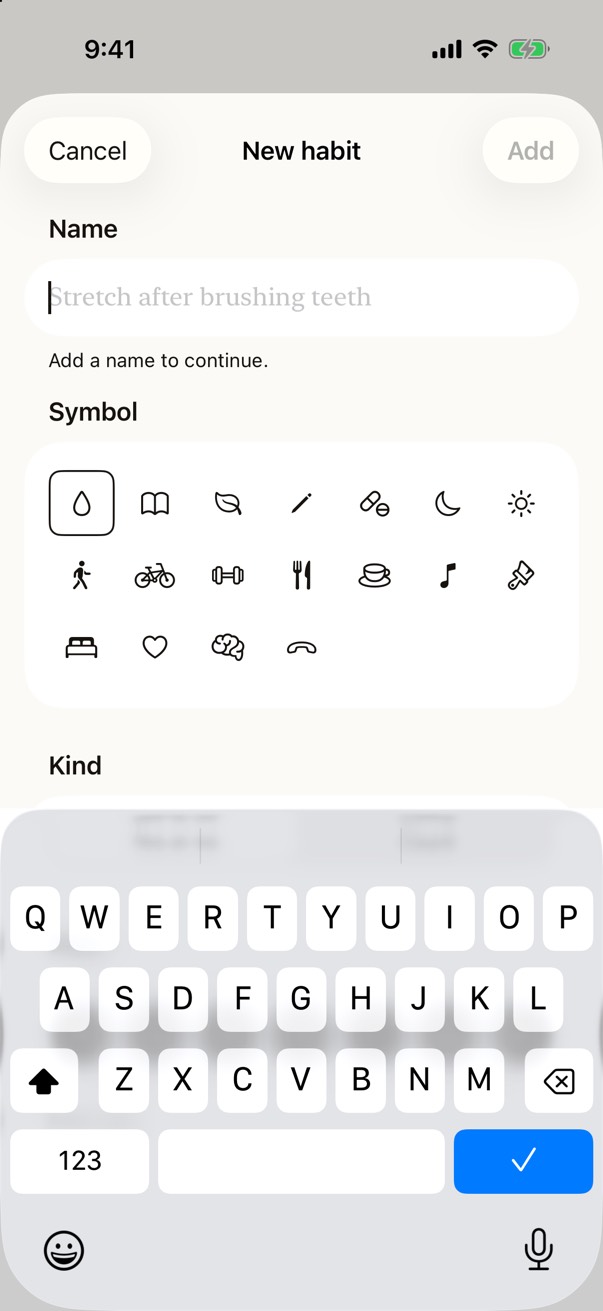 9:41
Cancel
New habit
Add
Name
Stretch after brushing teeth
Add a name to continue.
Symbol
Kind
Q W E R T Y U I O P
A S D F G H J K L
Z X C V B N M
123